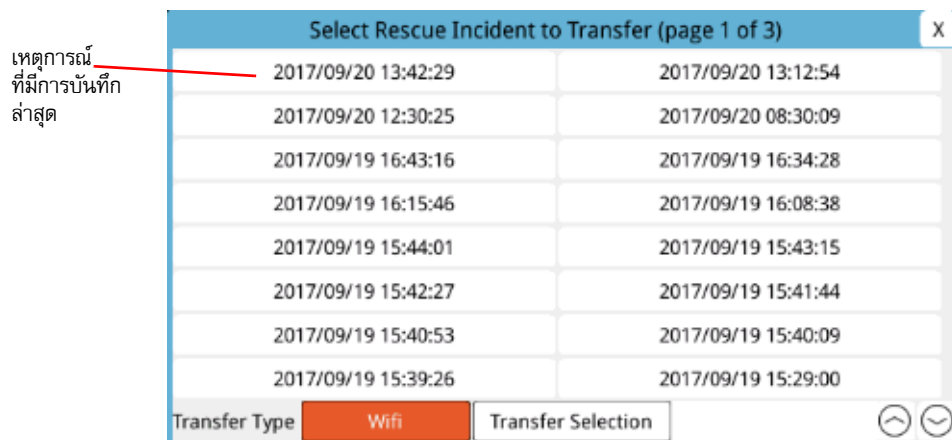 Select Rescue Incident to Transfer (page 1 of 3) X
เหตุการณ์
ที่มีการบันทึก
ล่าสุด
2017/09/20 13:42:29 2017/09/20 13:12:54
2017/09/20 12:30:25 2017/09/20 08:30:09
2017/09/19 16:43:16 2017/09/19 16:34:28
2017/09/19 16:15:46 2017/09/19 16:08:38
2017/09/19 15:44:01 2017/09/19 15:43:15
2017/09/19 15:42:27 2017/09/19 15:41:44
2017/09/19 15:40:53 2017/09/19 15:40:09
2017/09/19 15:39:26 2017/09/19 15:29:00
Transfer Type Wifi Transfer Selection